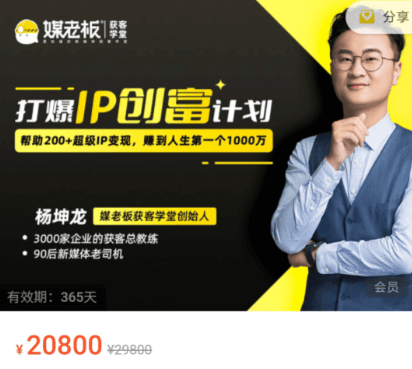 媒老板 获客学堂
分享
打爆IP创富计划
帮助200+超级IP变现，赚到人生第一个1000万
杨坤龙 媒老板获客学堂创始人
• 3000家企业的获客总教练
• 90后新媒体老司机
会员
有效期：365天
¥20800 ¥29800